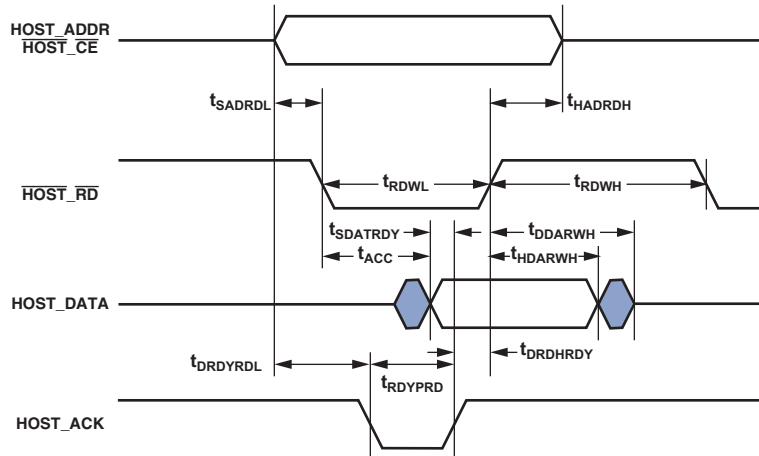 HOST_ADDR
HOST_CE
tSADRDL
tHADRDH
HOST_RD
tRDWL
tRDWH
tSDATRDY
tDDARWH
tACC
tHDARWH
HOST_DATA
tDRDYRDL
tRDYPRD
tDRDHRDY
HOST_ACK